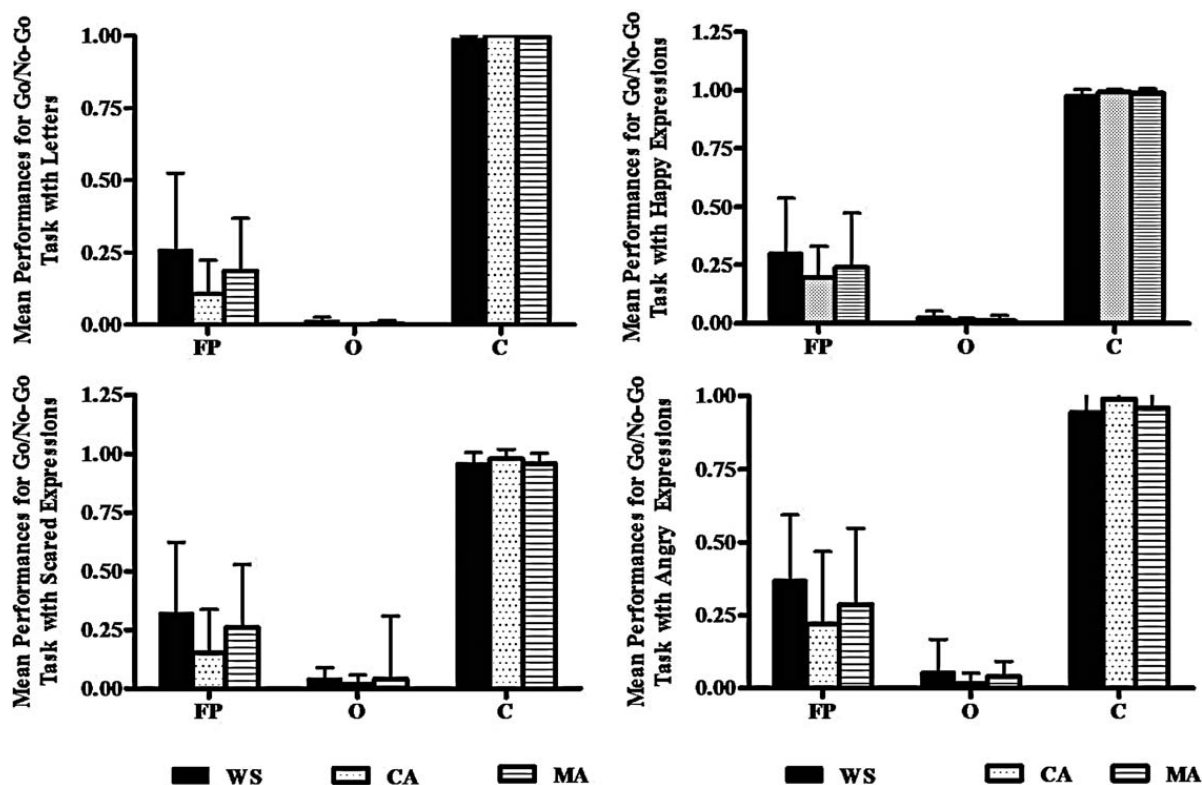 Mean Performances for Go/No-Go
Task with Letters
1.00
0.75
0.50
0.25
0.00
FP O C
Mean Performances for Go/No-Go
Task with Happy Expressions
1.25
1.00
0.75
0.50
0.25
0.00
FP O C
Mean Performances for Go/No-Go
Task with Scared Expressions
1.25
1.00
0.75
0.50
0.25
0.00
FP O C
Mean Performances for Go/No-Go
Task with Angry Expressions
1.00
0.75
0.50
0.25
0.00
FP O C
WS CA MA
WS CA MA